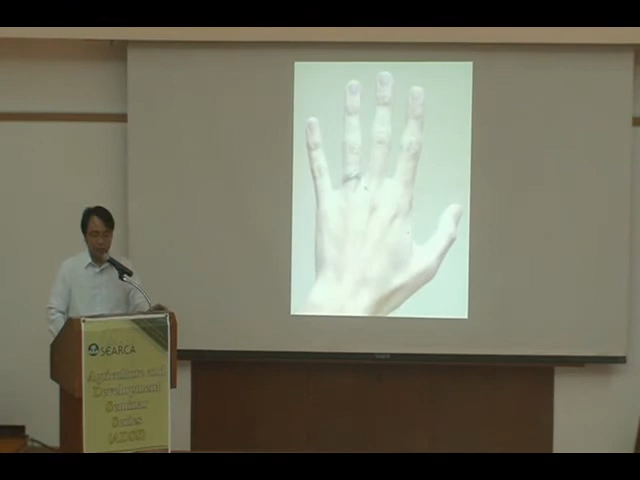 SEARCA
Agriculture and
Development
Seminar
Series
(ADSS)